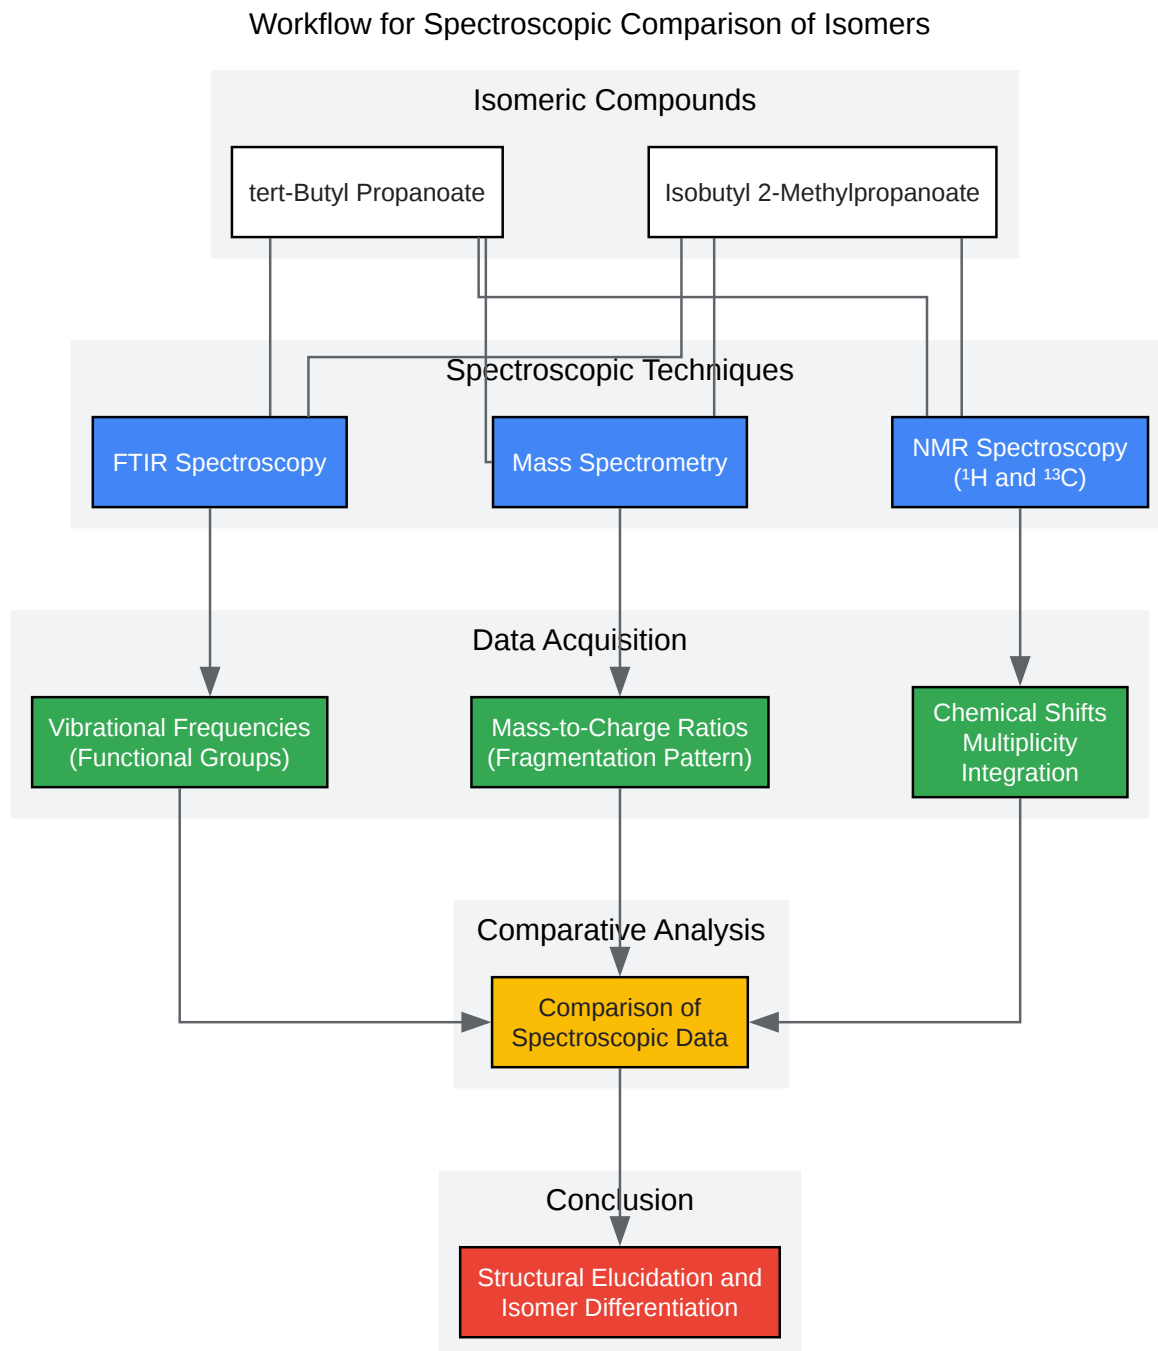 Workflow for Spectroscopic Comparison of Isomers
Isomeric Compounds
tert-Butyl Propanoate
Isobutyl 2-Methylpropanoate
Spectroscopic Techniques
FTIR Spectroscopy
Mass Spectrometry
NMR Spectroscopy
(¹H and ¹³C)
Data Acquisition
Vibrational Frequencies
(Functional Groups)
Mass-to-Charge Ratios
(Fragmentation Pattern)
Chemical Shifts
Multiplicity
Integration
Comparative Analysis
Comparison of
Spectroscopic Data
Conclusion
Structural Elucidation and
Isomer Differentiation